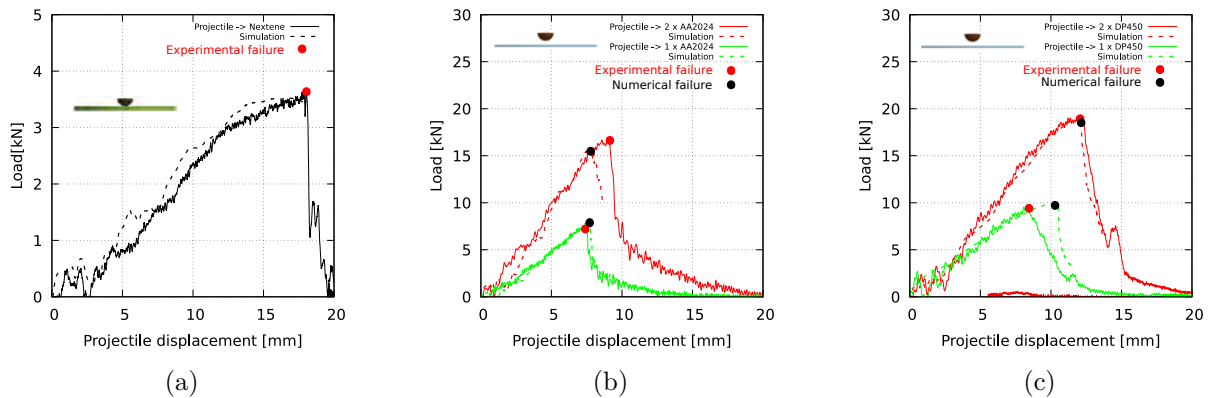 Projectile -> Nextene
Simulation
Experimental failure
Load[kN]
5
4
3
2
1
0
0 5 10 15 20
Projectile displacement [mm]
(a)
Projectile -> 2 x AA2024
Simulation
Projectile -> 1 x AA2024
Simulation
Experimental failure
Numerical failure
Load [kN]
30
25
20
15
10
5
0
0 5 10 15 20
Projectile displacement [mm]
(b)
Projectile -> 2 x DP450
Simulation
Projectile -> 1 x DP450
Simulation
Experimental failure
Numerical failure
Load [kN]
30
25
20
15
10
5
0
0 5 10 15 20
Projectile displacement [mm]
(c)